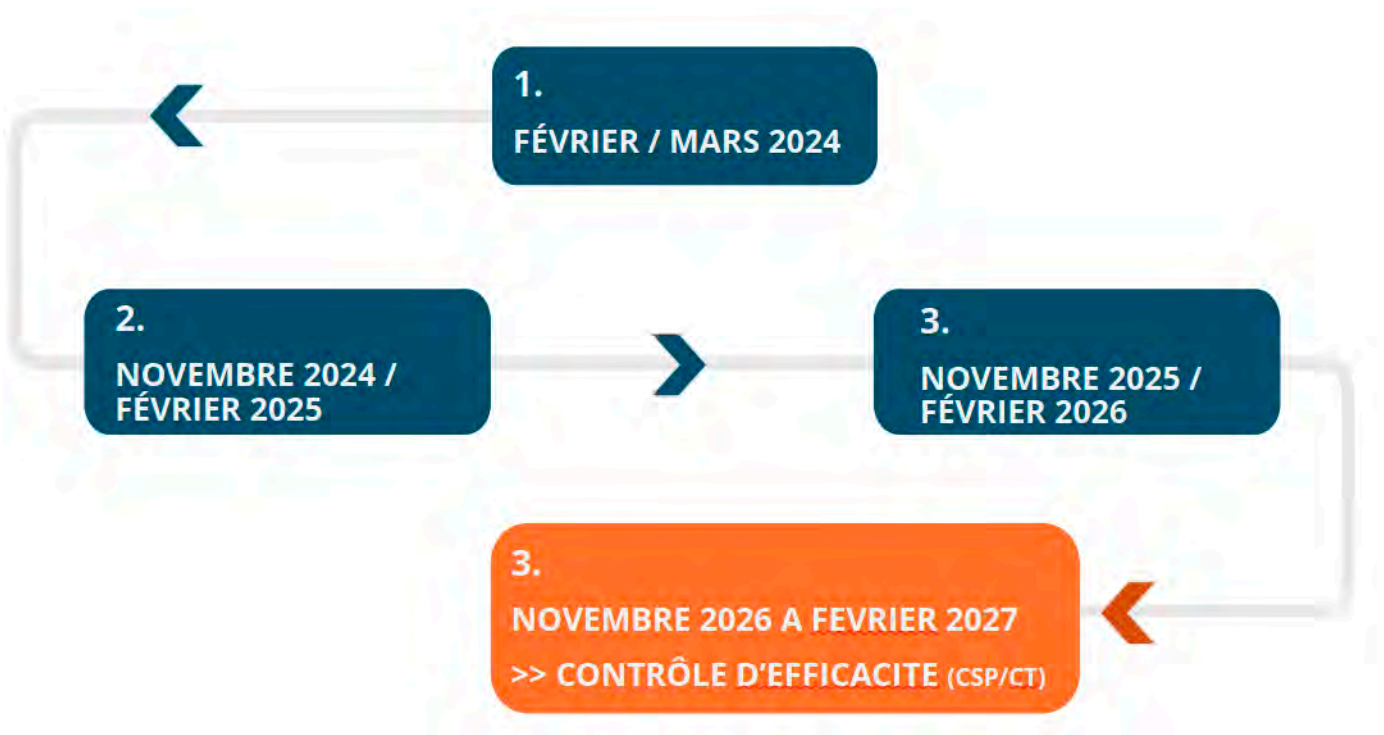 1.
FÉVRIER / MARS 2024
2.
NOVEMBRE 2024 /
FÉVRIER 2025
3.
NOVEMBRE 2025 /
FÉVRIER 2026
3.
NOVEMBRE 2026 A FEVRIER 2027
>> CONTRÔLE D'EFFICACITE (CSP/CT)